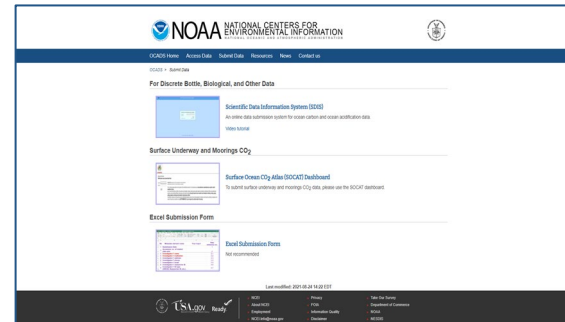 NOAA NATIONAL CENTERS FOR
ENVIRONMENTAL INFORMATION
NATIONAL OCEANIC AND ATMOSPHERIC ADMINISTRATION
OCADS Home Access Data Submit Data Resources News Contact us
OCADS > Submit Data
For Discrete Bottle, Biological, and Other Data
Scientific Data Information System (SDIS)
An online data submission system for ocean carbon and ocean acidification data
Video tutorial
Surface Underway and Moorings CO2
Surface Ocean CO2 Atlas (SOCAT) Dashboard
To submit surface underway and moorings CO2 data, please use the SOCAT dashboard
Excel Submission Form
Excel Submission Form
Not recommended
Last modified: 2021-08-24 14:22 EDT
USA.gov Ready
NCEI Privacy Take Our Survey
About NCEI FOIA Department of Commerce
Employment Information Quality NOAA
NCEI.info@noaa.gov Disclaimer NESDIS